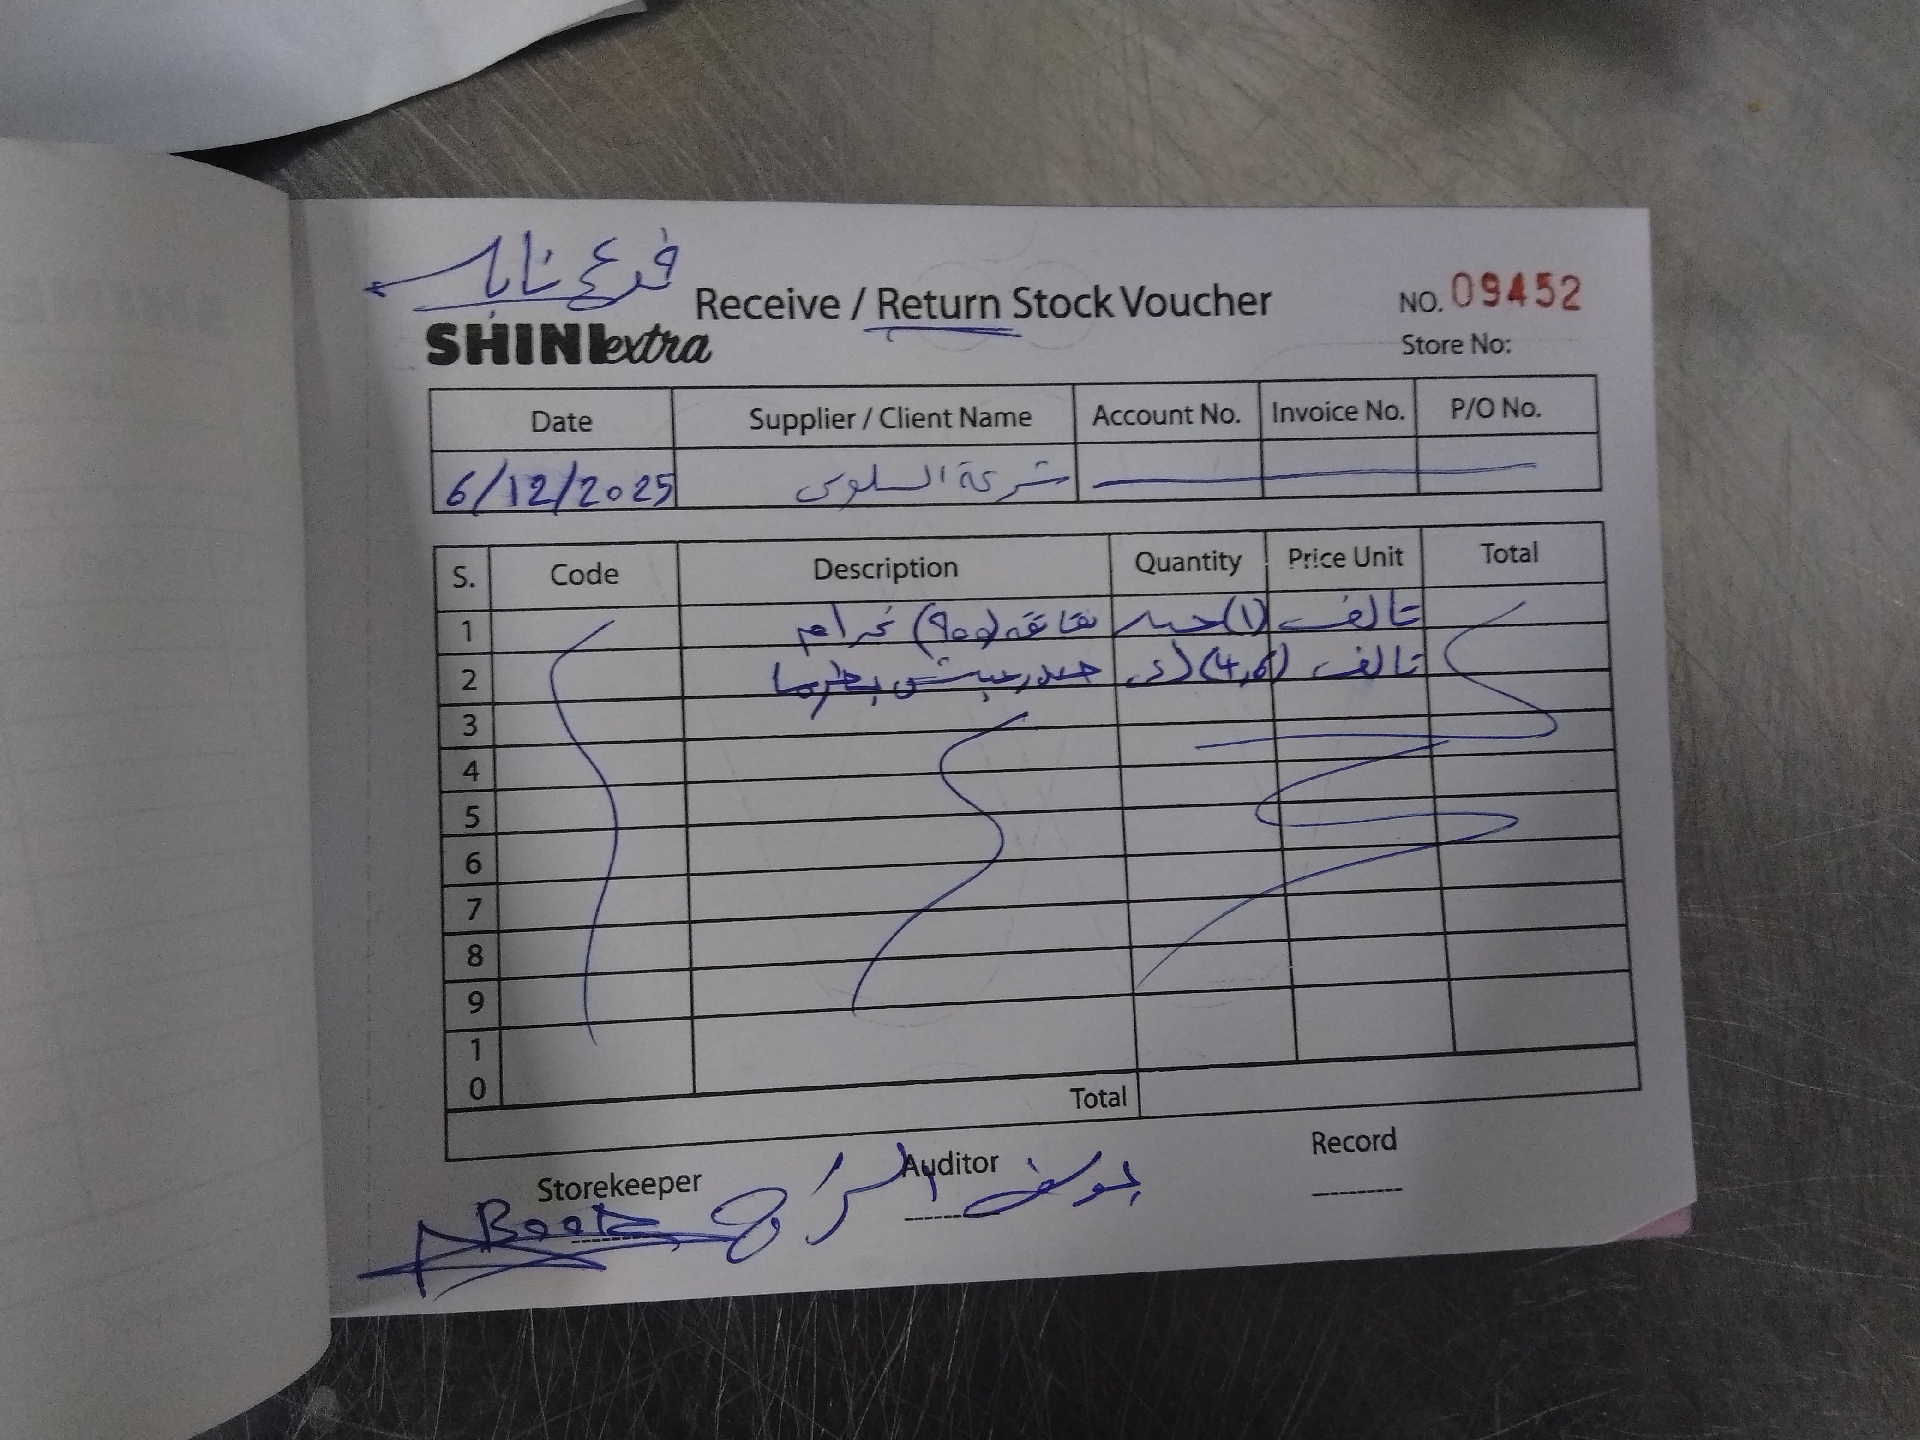 فرع نابلس
Receive / Return Stock Voucher
NO. 09452
SHINI extra
Store No:
Date Supplier / Client Name Account No. Invoice No. P/O No.
6/12/2025 شركة السلوى
S. Code Description Quantity Price Unit Total
1 تالف (1) حبة نقانق (900) غرام
2 تالف (4,6) ك
3
4
5
6
7
8
9
10
Total
Storekeeper Auditor Record
يوسف